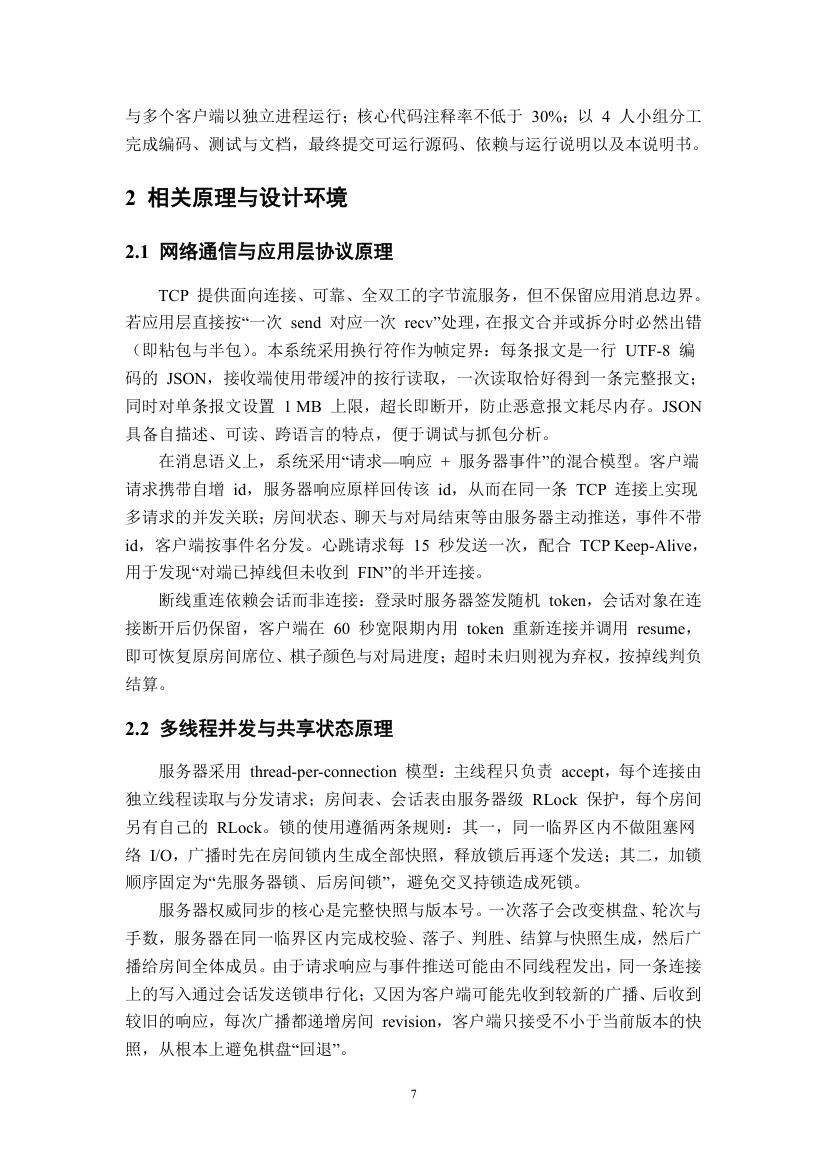 与多个客户端以独立进程运行；核心代码注释率不低于 30%；以 4 人小组分工
完成编码、测试与文档，最终提交可运行源码、依赖与运行说明以及本说明书。
2 相关原理与设计环境
2.1 网络通信与应用层协议原理
TCP 提供面向连接、可靠、全双工的字节流服务，但不保留应用消息边界。
若应用层直接按“一次 send 对应一次 recv”处理，在报文合并或拆分时必然出错
（即粘包与半包）。本系统采用换行符作为帧定界：每条报文是一行 UTF-8 编
码的 JSON，接收端使用带缓冲的按行读取，一次读取恰好得到一条完整报文；
同时对单条报文设置 1 MB 上限，超长即断开，防止恶意报文耗尽内存。JSON
具备自描述、可读、跨语言的特点，便于调试与抓包分析。
在消息语义上，系统采用“请求—响应 + 服务器事件”的混合模型。客户端
请求携带自增 id，服务器响应原样回传该 id，从而在同一条 TCP 连接上实现
多请求的并发关联；房间状态、聊天与对局结束等由服务器主动推送，事件不带
id，客户端按事件名分发。心跳请求每 15 秒发送一次，配合 TCP Keep-Alive，
用于发现“对端已掉线但未收到 FIN”的半开连接。
断线重连依赖会话而非连接：登录时服务器签发随机 token，会话对象在连
接断开后仍保留，客户端在 60 秒宽限期内用 token 重新连接并调用 resume，
即可恢复原房间席位、棋子颜色与对局进度；超时未归则视为弃权，按掉线判负
结算。
2.2 多线程并发与共享状态原理
服务器采用 thread-per-connection 模型：主线程只负责 accept，每个连接由
独立线程读取与分发请求；房间表、会话表由服务器级 RLock 保护，每个房间
另有自己的 RLock。锁的使用遵循两条规则：其一，同一临界区内不做阻塞网
络 I/O，广播时先在房间锁内生成全部快照，释放锁后再逐个发送；其二，加锁
顺序固定为“先服务器锁、后房间锁”，避免交叉持锁造成死锁。
服务器权威同步的核心是完整快照与版本号。一次落子会改变棋盘、轮次与
手数，服务器在同一临界区内完成校验、落子、判胜、结算与快照生成，然后广
播给房间全体成员。由于请求响应与事件推送可能由不同线程发出，同一条连接
上的写入通过会话发送锁串行化；又因为客户端可能先收到较新的广播、后收到
较旧的响应，每次广播都递增房间 revision，客户端只接受不小于当前版本的快
照，从根本上避免棋盘“回退”。
7